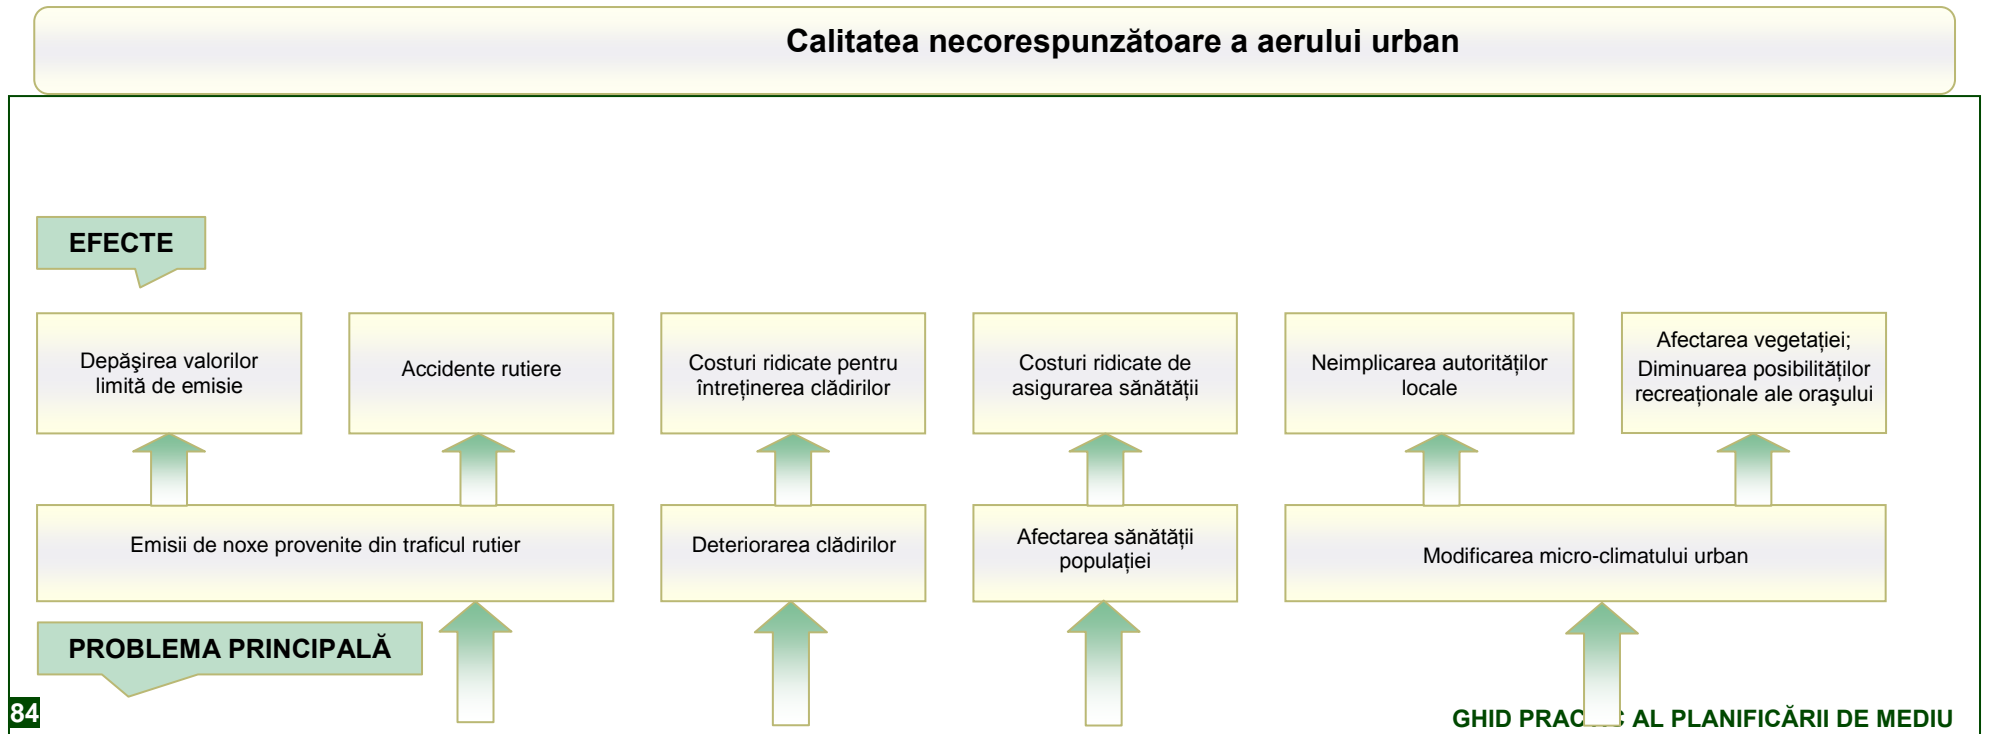 Calitatea necorespunzătoare a aerului urban
EFECTE
Depăşirea valorilor
limită de emisie
Accidente rutiere
Costuri ridicate pentru
întreținerea clădirilor
Costuri ridicate de
asigurarea sănătății
Neimplicarea autorităților
locale
Afectarea vegetației;
Diminuarea posibilităților
recreaționale ale oraşului
Emisii de noxe provenite din traficul rutier
Deteriorarea clădirilor
Afectarea sănătății
populației
Modificarea micro-climatului urban
PROBLEMA PRINCIPALĂ
84
GHID AL PLANIFICĂRII DE MEDIU